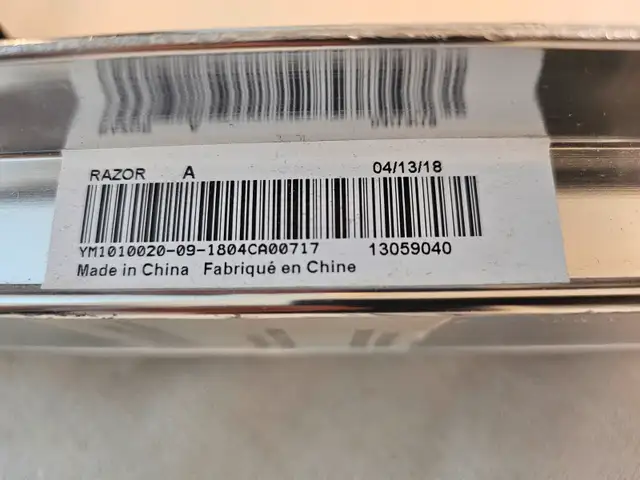 RAZOR A 04/13/18
YM1010020-09-1804CA00717 13059040
Made in China Fabriqué en Chine